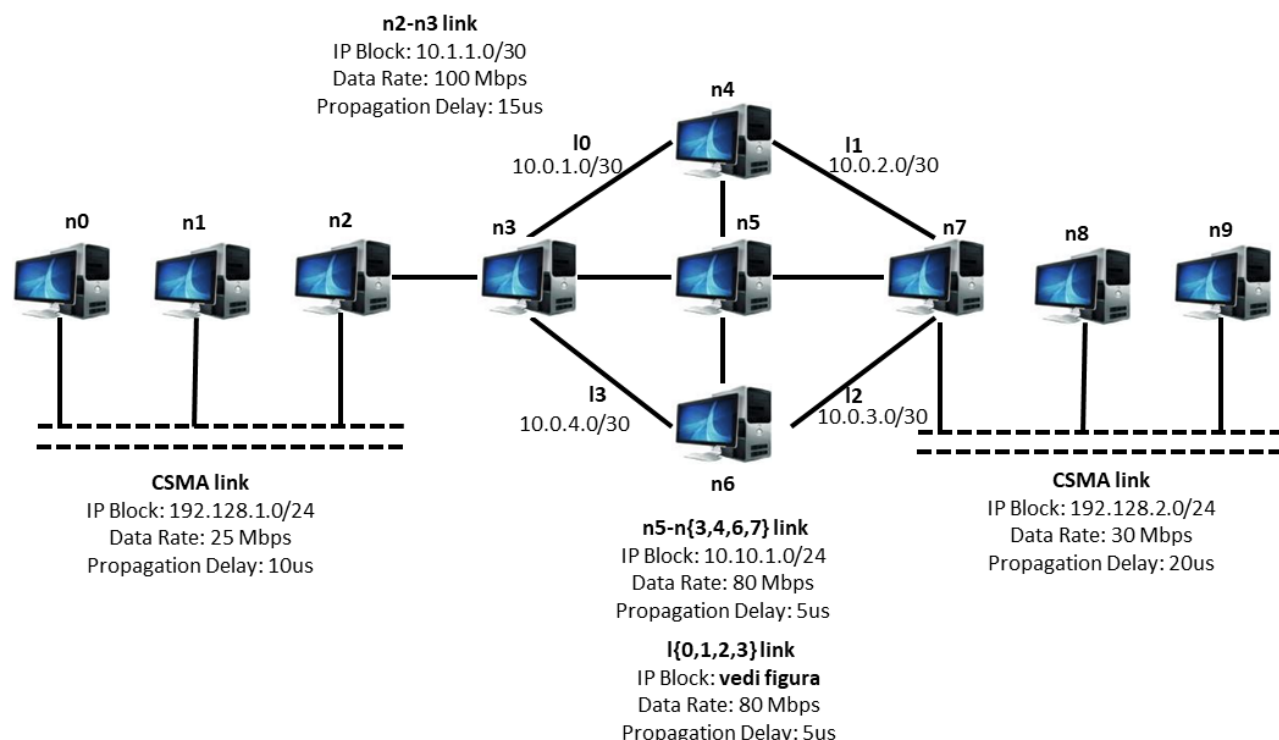 n2-n3 link
IP Block: 10.1.1.0/30
Data Rate: 100 Mbps
Propagation Delay: 15us
n4
l0
10.0.1.0/30
l1
10.0.2.0/30
n0
n1
n2
n3
n5
n7
n8
n9
l3
10.0.4.0/30
l2
10.0.3.0/30
n6
CSMA link
IP Block: 192.128.1.0/24
Data Rate: 25 Mbps
Propagation Delay: 10us
n5-n{3,4,6,7} link
IP Block: 10.10.1.0/24
Data Rate: 80 Mbps
Propagation Delay: 5us
CSMA link
IP Block: 192.128.2.0/24
Data Rate: 30 Mbps
Propagation Delay: 20us
l{0,1,2,3} link
IP Block: vedi figura
Data Rate: 80 Mbps
Propagation Delay: 5us